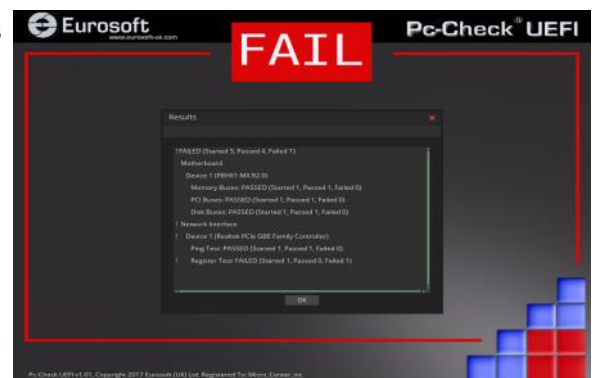 Eurosoft
www.eurosoft-uk.com
FAIL
Pc-Check® UEFI
Results
!FAILED (Started 5, Passed 4, Failed 1)
Motherboard
Device 1 (P8H61-MX R2.0)
Memory Buses: PASSED (Started 1, Passed 1, Failed 0)
PCI Buses: PASSED (Started 1, Passed 1, Failed 0)
Disk Buses: PASSED (Started 1, Passed 1, Failed 0)
! Network Interface
! Device 1 (Realtek PCIe GBE Family Controller)
Ping Test: PASSED (Started 1, Passed 1, Failed 0)
! Register Test: FAILED (Started 1, Passed 0, Failed 1)
OK
Pc-Check UEFI v1.01, Copyright 2017 Eurosoft (UK) Ltd. Registered To: Micro_Center_Inc